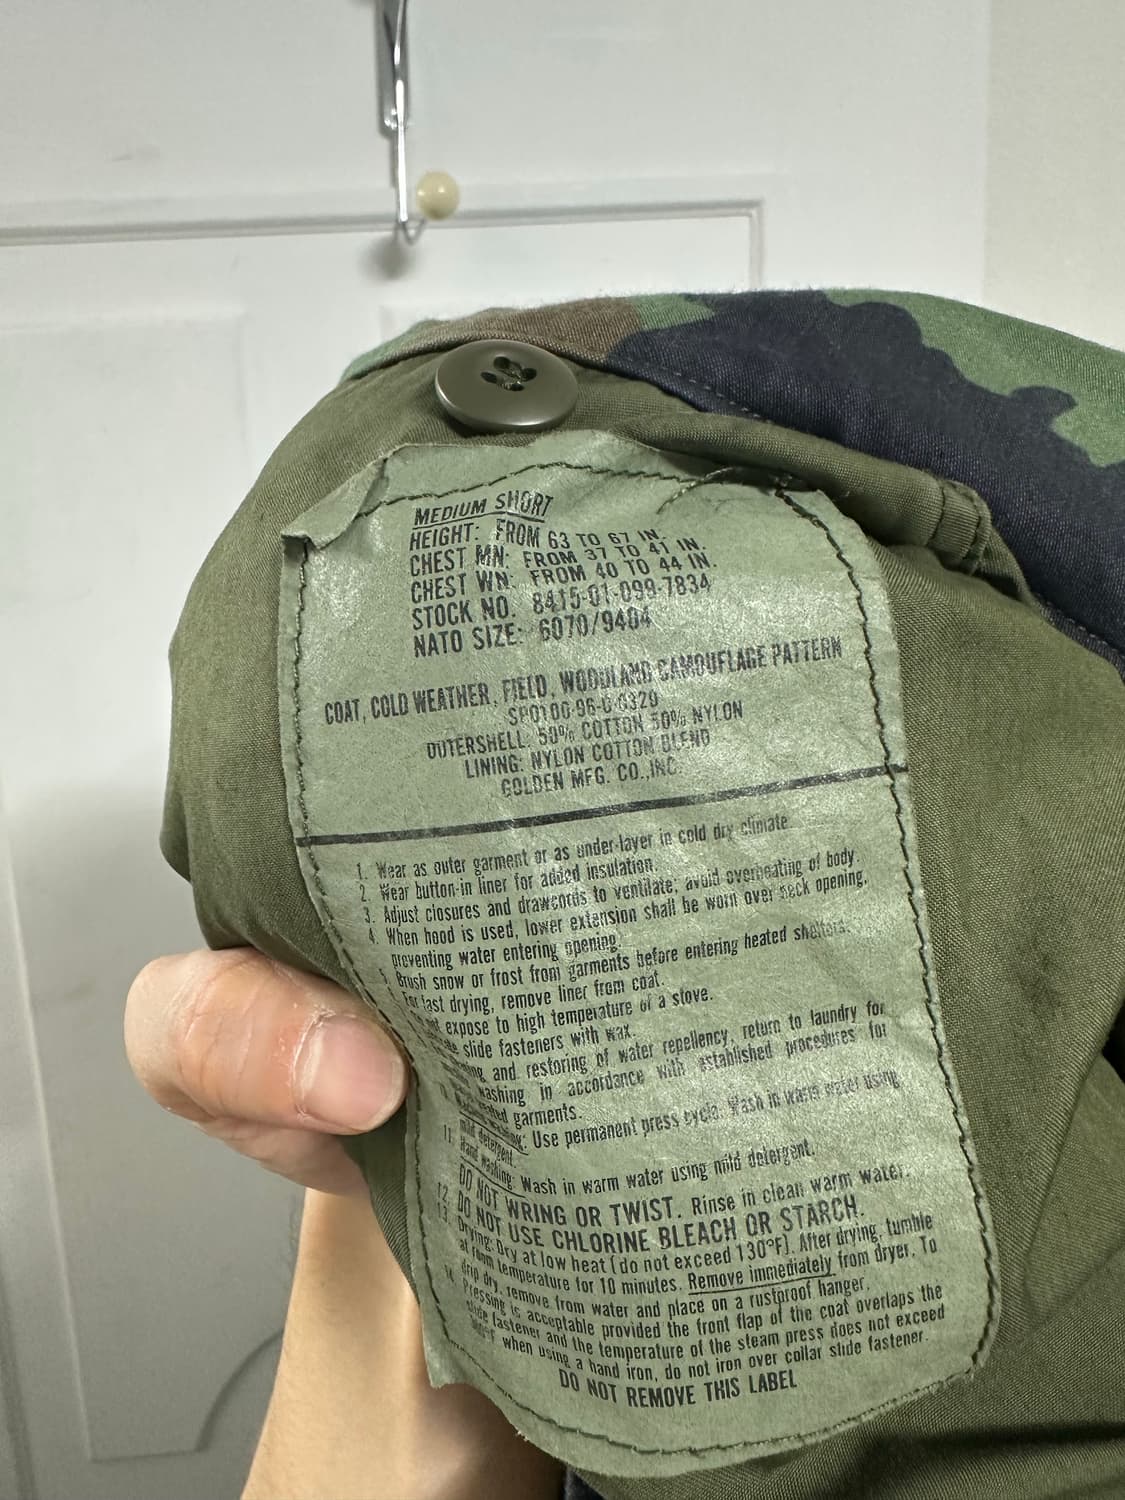 MEDIUM SHORT
HEIGHT: FROM 63 TO 67 IN.
CHEST MN: FROM 37 TO 41 IN.
CHEST WN: FROM 40 TO 44 IN.
STOCK NO. 8415-01-099-7834
NATO SIZE: 6070/9404
COAT, COLD WEATHER, FIELD, WOODLAND CAMOUFLAGE PATTERN
SPO100-96-
OUTERSHELL: 50% COTTON 50% NYLON
LINING: NYLON COTTON BLEND
GOLDEN MFG. CO.,INC.
1. Wear as outer garment or as under-layer in cold dry climate.
2. Wear button-in liner for added insulation.
3. Adjust closures and drawcords to ventilate; avoid overheating of body.
4. When hood is used, lower extension shall be worn over neck opening,
preventing water entering opening.
5. Brush snow or frost from garments before entering heated shelters.
For fast drying, remove liner from coat.
expose to high temperature of a stove.
slide fasteners with wax.
and restoring of water repellency, return to laundry for
washing in accordance with established procedures for
garments.
washing: Use permanent press cycle. Wash in warm water using
mild detergent.
11. Hand washing: Wash in warm water using mild detergent.
DO NOT WRING OR TWIST. Rinse in clean warm water.
12. DO NOT USE CHLORINE BLEACH OR STARCH.
13. Drying: Dry at low heat (do not exceed 130°F). After drying, tumble
at room temperature for 10 minutes. Remove immediately from dryer. To
drip dry, remove from water and place on a rustproof hanger.
14. Pressing is acceptable provided the front flap of the coat overlaps the
slide fastener and the temperature of the steam press does not exceed
when using a hand iron, do not iron over collar slide fastener.
DO NOT REMOVE THIS LABEL